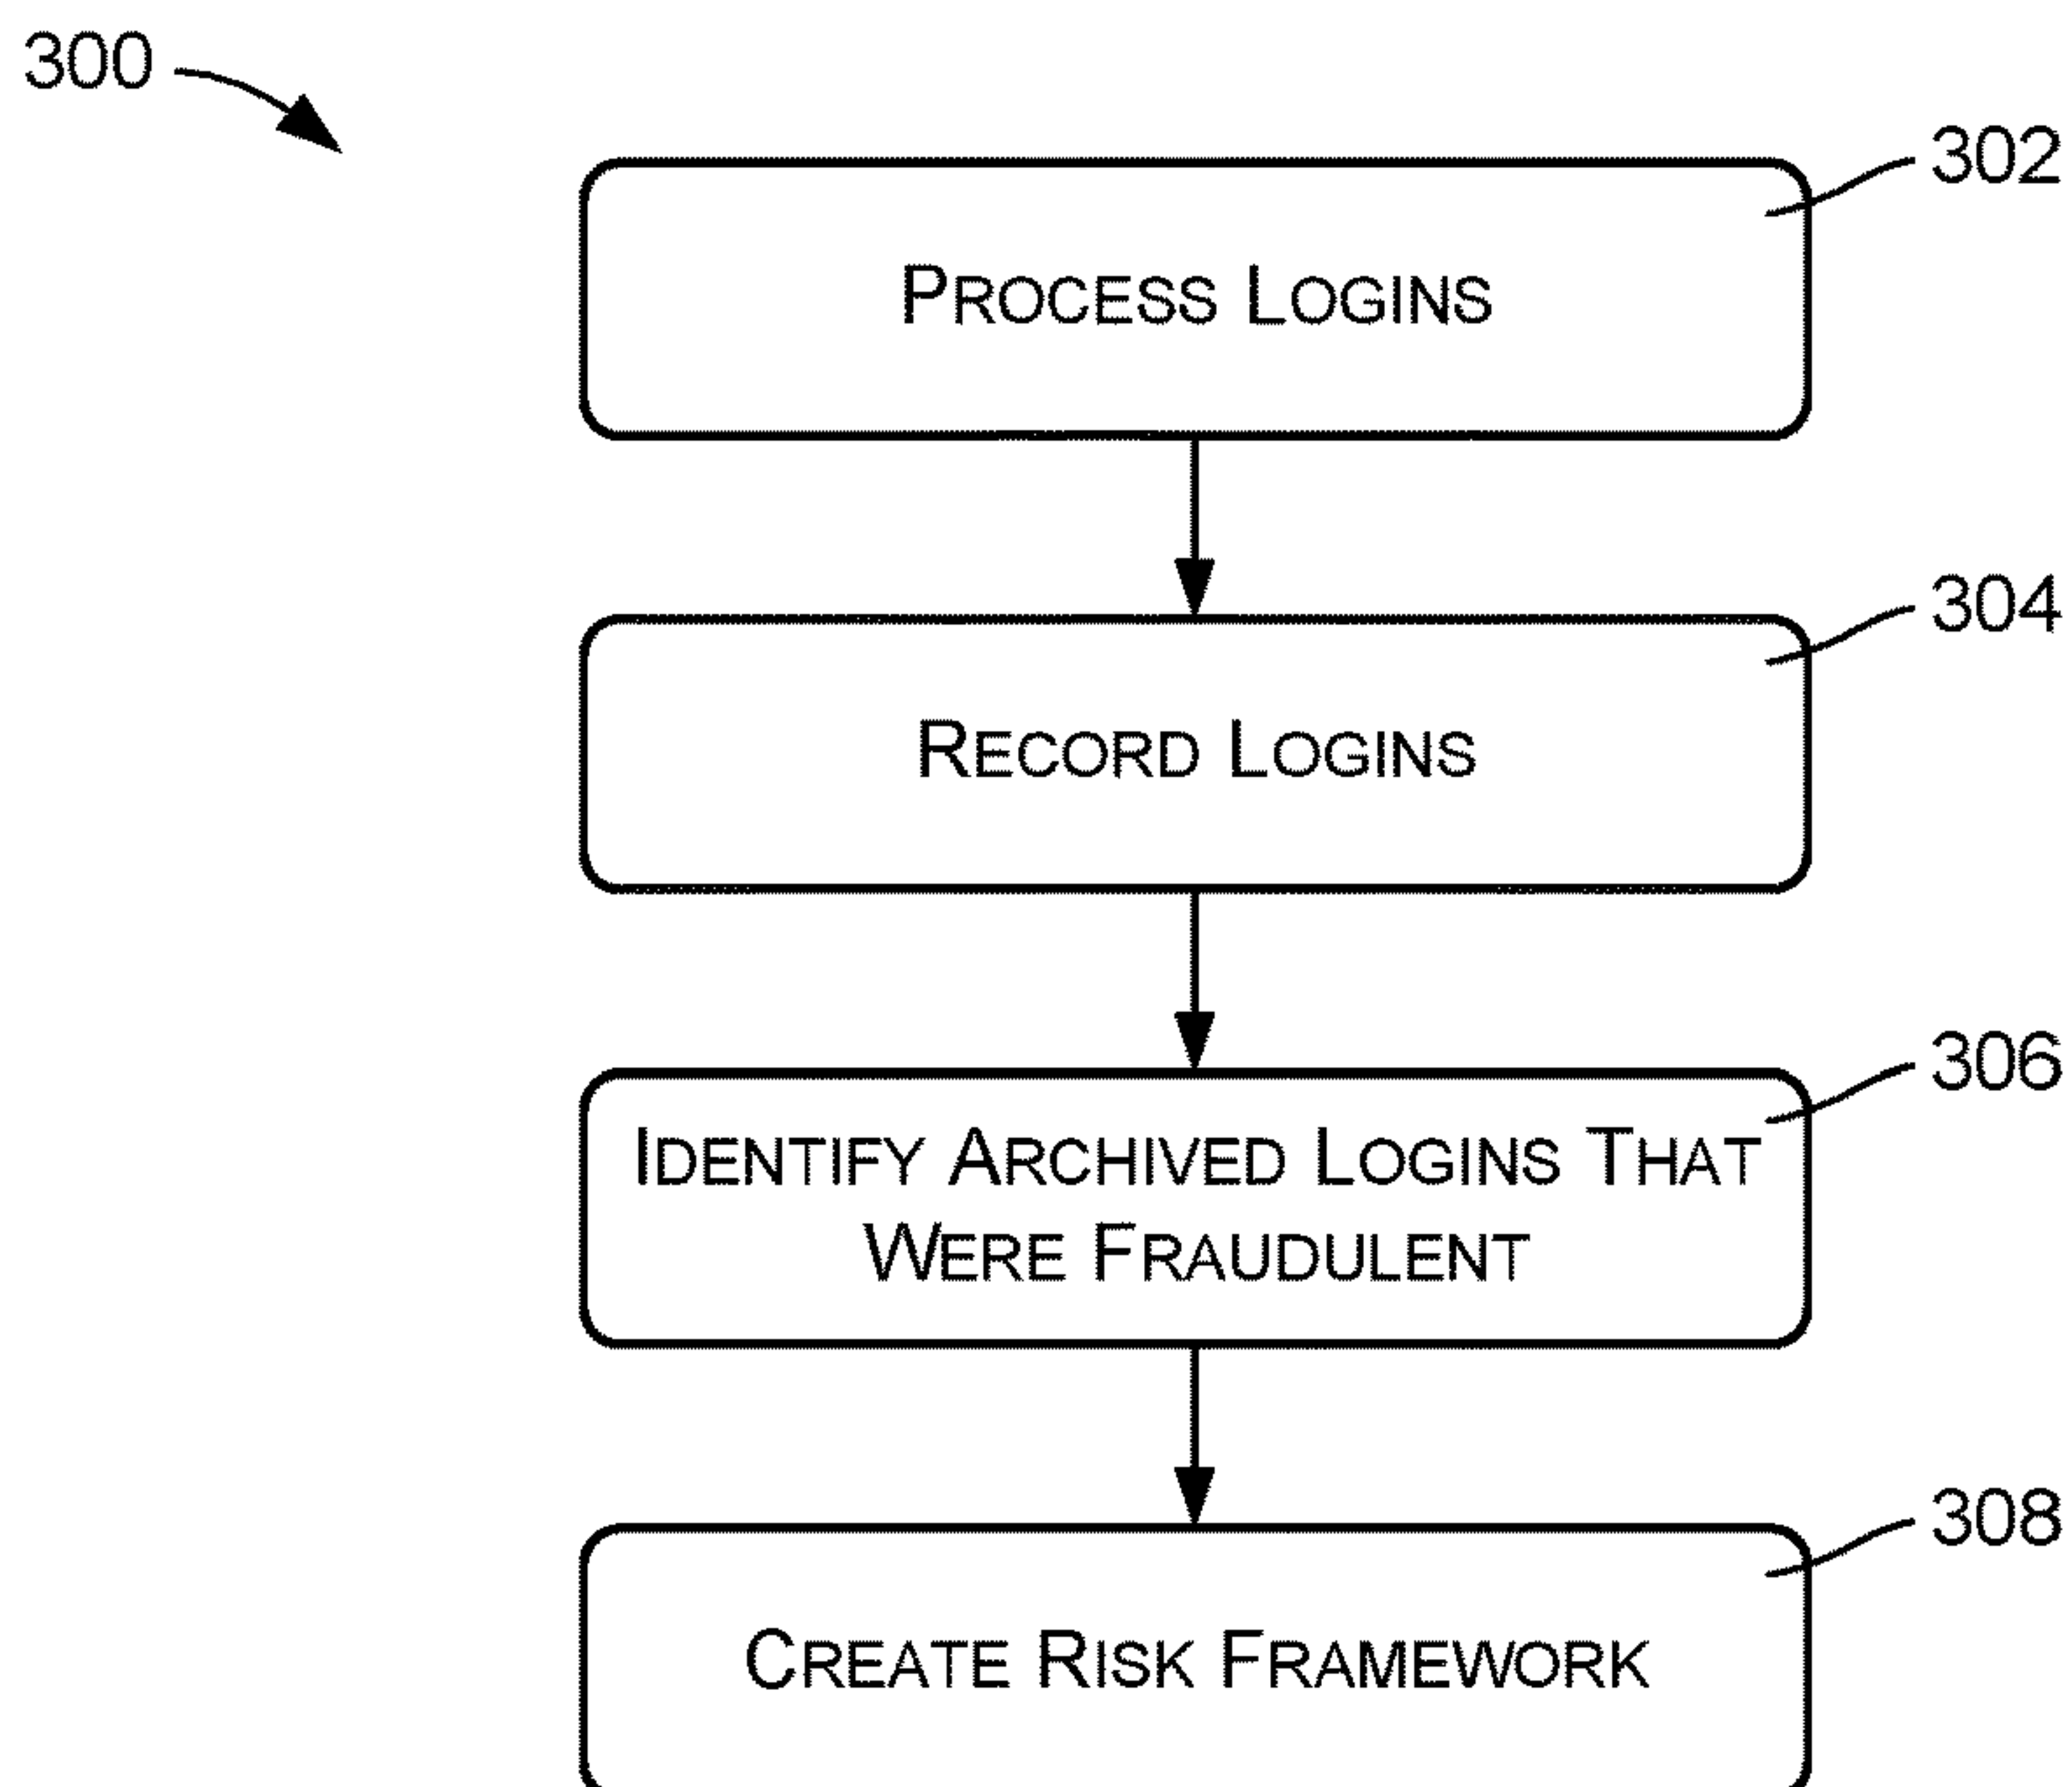 300
302
PROCESS LOGINS
304
RECORD LOGINS
306
IDENTIFY ARCHIVED LOGINS THAT
WERE FRAUDULENT
308
CREATE RISK FRAMEWORK